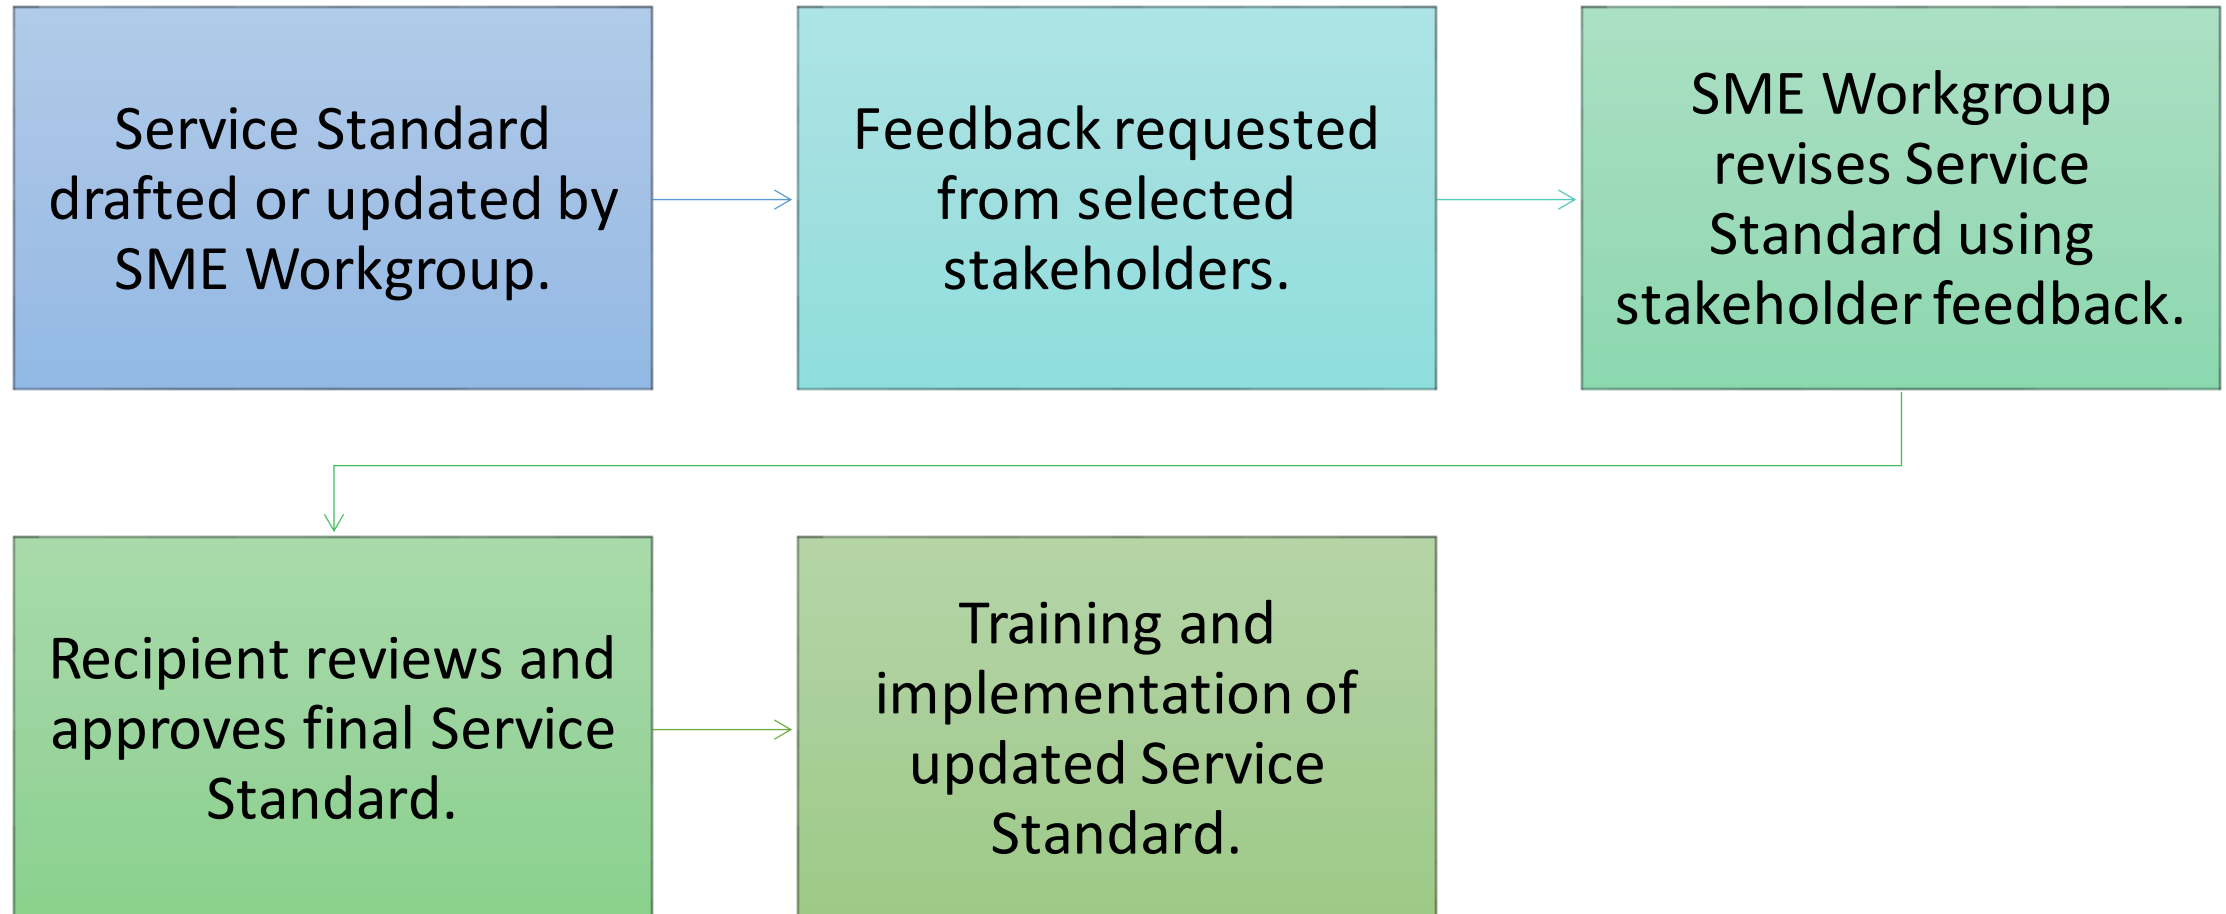 Service Standard
drafted or updated by
SME Workgroup.
Feedback requested
from selected
stakeholders.
SME Workgroup
revises Service
Standard using
stakeholder feedback.
Recipient reviews and
approves final Service
Standard.
Training and
implementation of
updated Service
Standard.